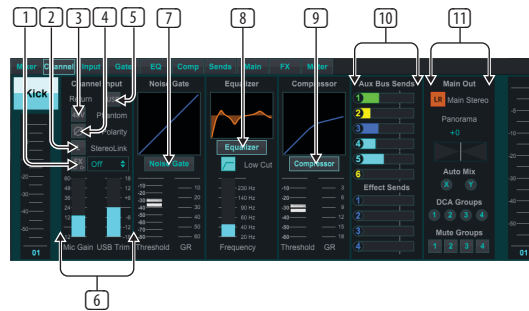 1 2 3 4 5 7 8 9 10 11
Mixer Channel Input Gate EQ Comp Sends Main FX Meter
Kick
Channel Input
Return USB
Phantom
Polarity
StereoLink
Off
Mic Gain USB Trim
Noise Gate
Noise Gate
Threshold GR
Equalizer
Equalizer
Low Cut
230 Hz
140 Hz
100 Hz
60 Hz
40 Hz
20 Hz
Frequency
Compressor
Compressor
Threshold GR
Aux Bus Sends
1
2
3
4
5
6
Effect Sends
1
2
3
4
Main Out
LR Main Stereo
Panorama
+0
Auto Mix
X Y
DCA Groups
1 2 3 4
Mute Groups
1 2 3 4
01
01
6